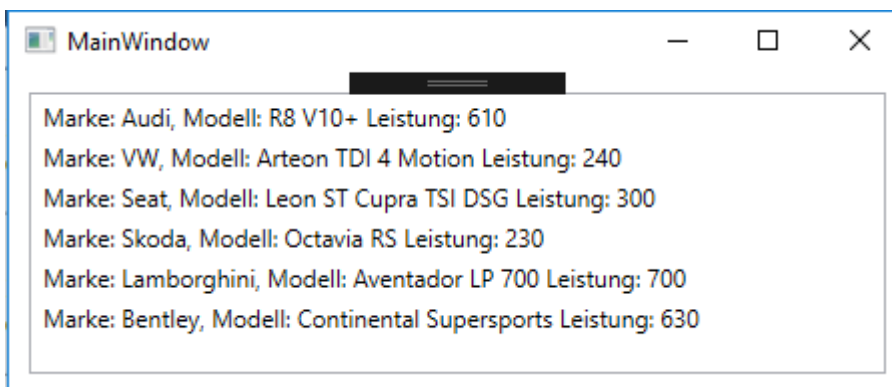 MainWindow
Marke: Audi, Modell: R8 V10+ Leistung: 610
Marke: VW, Modell: Arteon TDI 4 Motion Leistung: 240
Marke: Seat, Modell: Leon ST Cupra TSI DSG Leistung: 300
Marke: Skoda, Modell: Octavia RS Leistung: 230
Marke: Lamborghini, Modell: Aventador LP 700 Leistung: 700
Marke: Bentley, Modell: Continental Supersports Leistung: 630